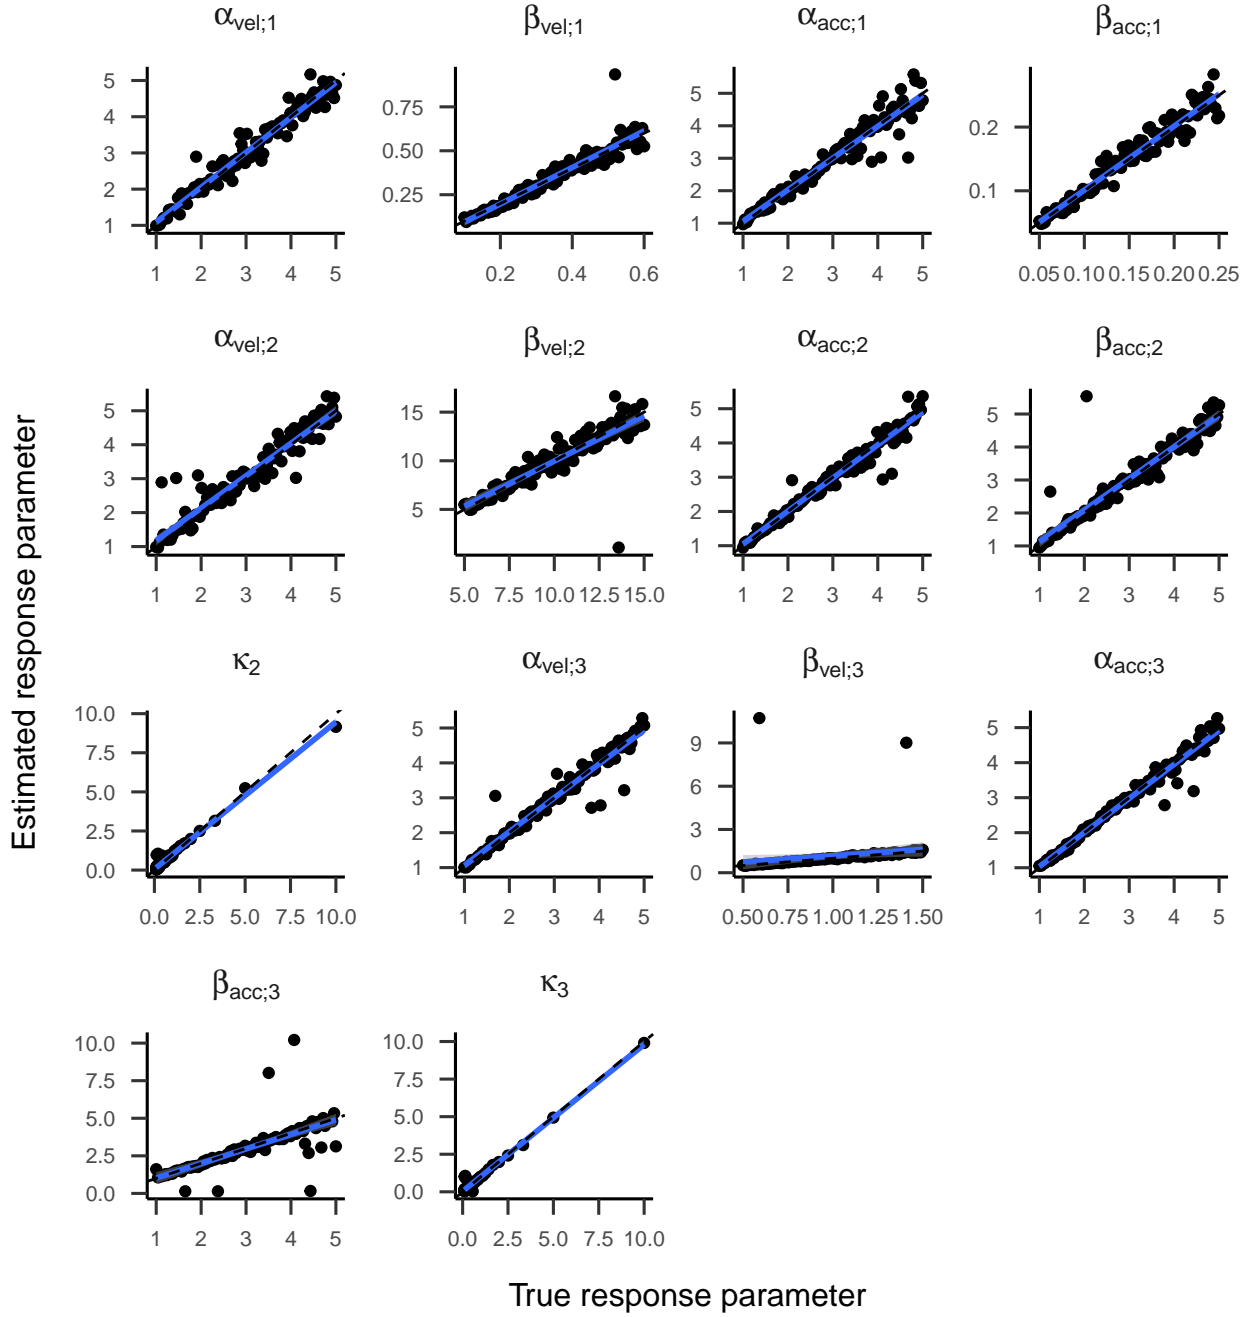 α_vel;1 β_vel;1 α_acc;1 β_acc;1
5 4 3 2 1
1 2 3 4 5
0.75 0.50 0.25
0.2 0.4 0.6
5 4 3 2 1
1 2 3 4 5
0.2 0.1
0.05 0.10 0.15 0.20 0.25
α_vel;2 β_vel;2 α_acc;2 β_acc;2
5 4 3 2 1
1 2 3 4 5
15 10 5
5.0 7.5 10.0 12.5 15.0
5 4 3 2 1
1 2 3 4 5
5 4 3 2 1
1 2 3 4 5
κ_2 α_vel;3 β_vel;3 α_acc;3
10.0 7.5 5.0 2.5 0.0
0.0 2.5 5.0 7.5 10.0
5 4 3 2 1
1 2 3 4 5
9 6 3 0
0.50 0.75 1.00 1.25 1.50
5 4 3 2 1
1 2 3 4 5
β_acc;3 κ_3
10.0 7.5 5.0 2.5 0.0
1 2 3 4 5
10.0 7.5 5.0 2.5 0.0
0.0 2.5 5.0 7.5 10.0
Estimated response parameter
True response parameter